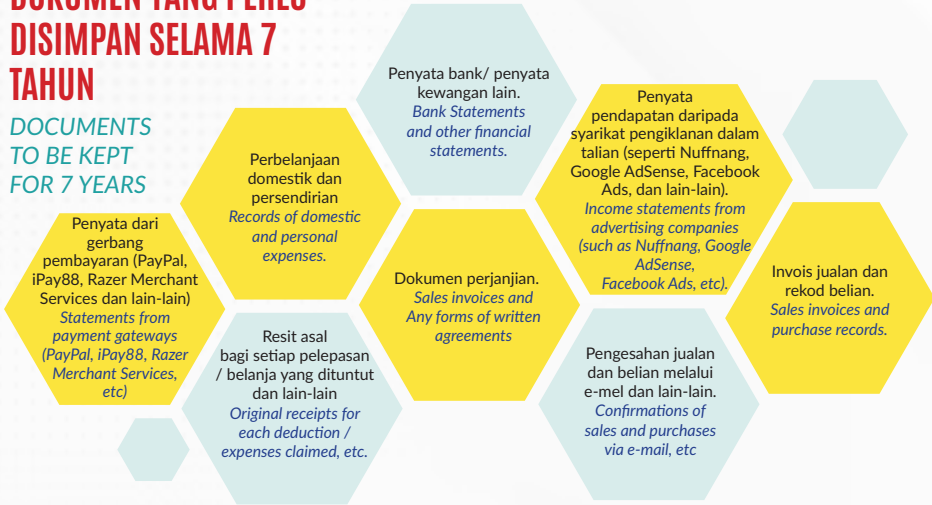 DOKUMEN YANG PERLU
DISIMPAN SELAMA 7
TAHUN
DOCUMENTS
TO BE KEPT
FOR 7 YEARS
Penyata dari
gerbang
pembayaran (PayPal,
iPay88, Razer Merchant
Services dan lain-lain)
Statements from
payment gateways
(PayPal, iPay88, Razer
Merchant Services,
etc)
Perbelanjaan
domestik dan
persendirian
Records of domestic
and personal
expenses.
Resit asal
bagi setiap pelepasan
/ belanja yang dituntut
dan lain-lain
Original receipts for
each deduction /
expenses claimed, etc.
Penyata bank/ penyata
kewangan lain.
Bank Statements
and other financial
statements.
Dokumen perjanjian.
Sales invoices and
Any forms of written
agreements
Penyata
pendapatan daripada
syarikat pengiklanan dalam
talian (seperti Nuffnang,
Google AdSense, Facebook
Ads, dan lain-lain).
Income statements from
advertising companies
(such as Nuffnang, Google
AdSense,
Facebook Ads, etc).
Pengesahan jualan
dan belian melalui
e-mel dan lain-lain.
Confirmations of
sales and purchases
via e-mail, etc
Invois jualan dan
rekod belian.
Sales invoices and
purchase records.